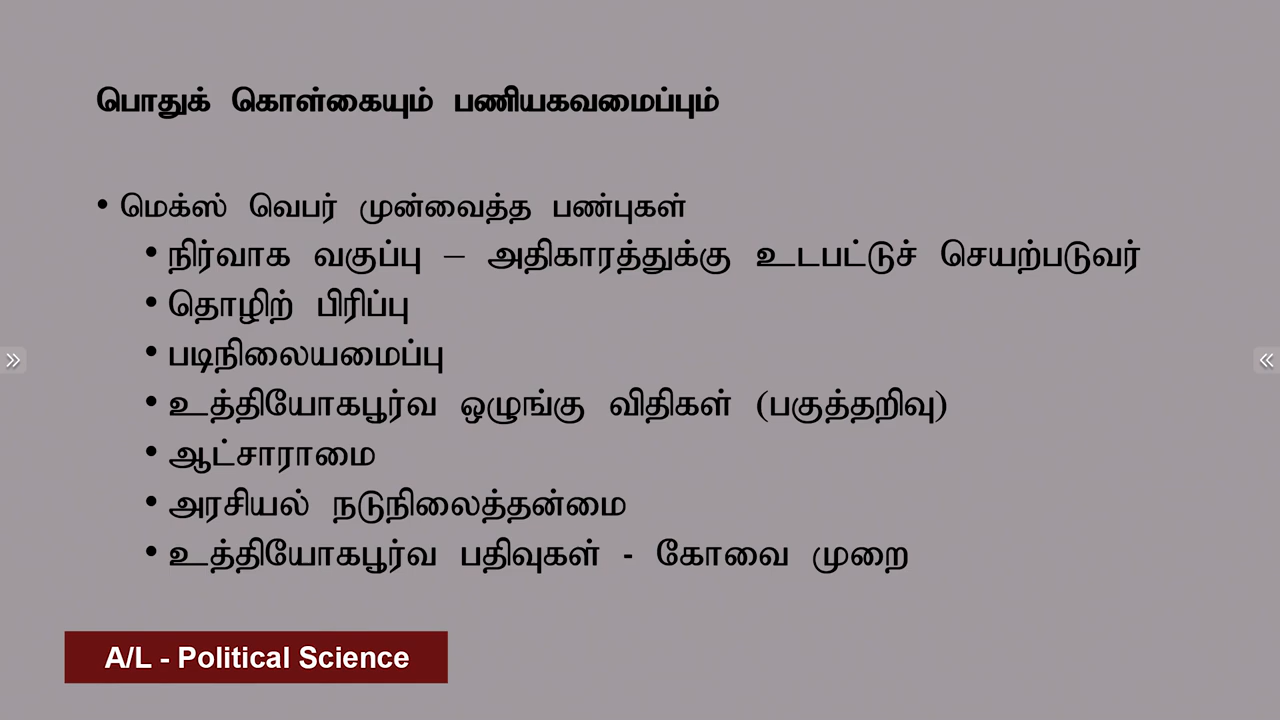 பொதுக் கொள்கையும் பணியகவமைப்பும்
• மெக்ஸ் வெபர் முன்வைத்த பண்புகள்
• நிர்வாக வகுப்பு – அதிகாரத்துக்கு உடபட்டுச் செயற்படுவர்
• தொழிற் பிரிப்பு
• படிநிலையமைப்பு
• உத்தியோகபூர்வ ஒழுங்கு விதிகள் (பகுத்தறிவு)
• ஆட்சாராமை
• அரசியல் நடுநிலைத்தன்மை
• உத்தியோகபூர்வ பதிவுகள் - கோவை முறை
A/L - Political Science